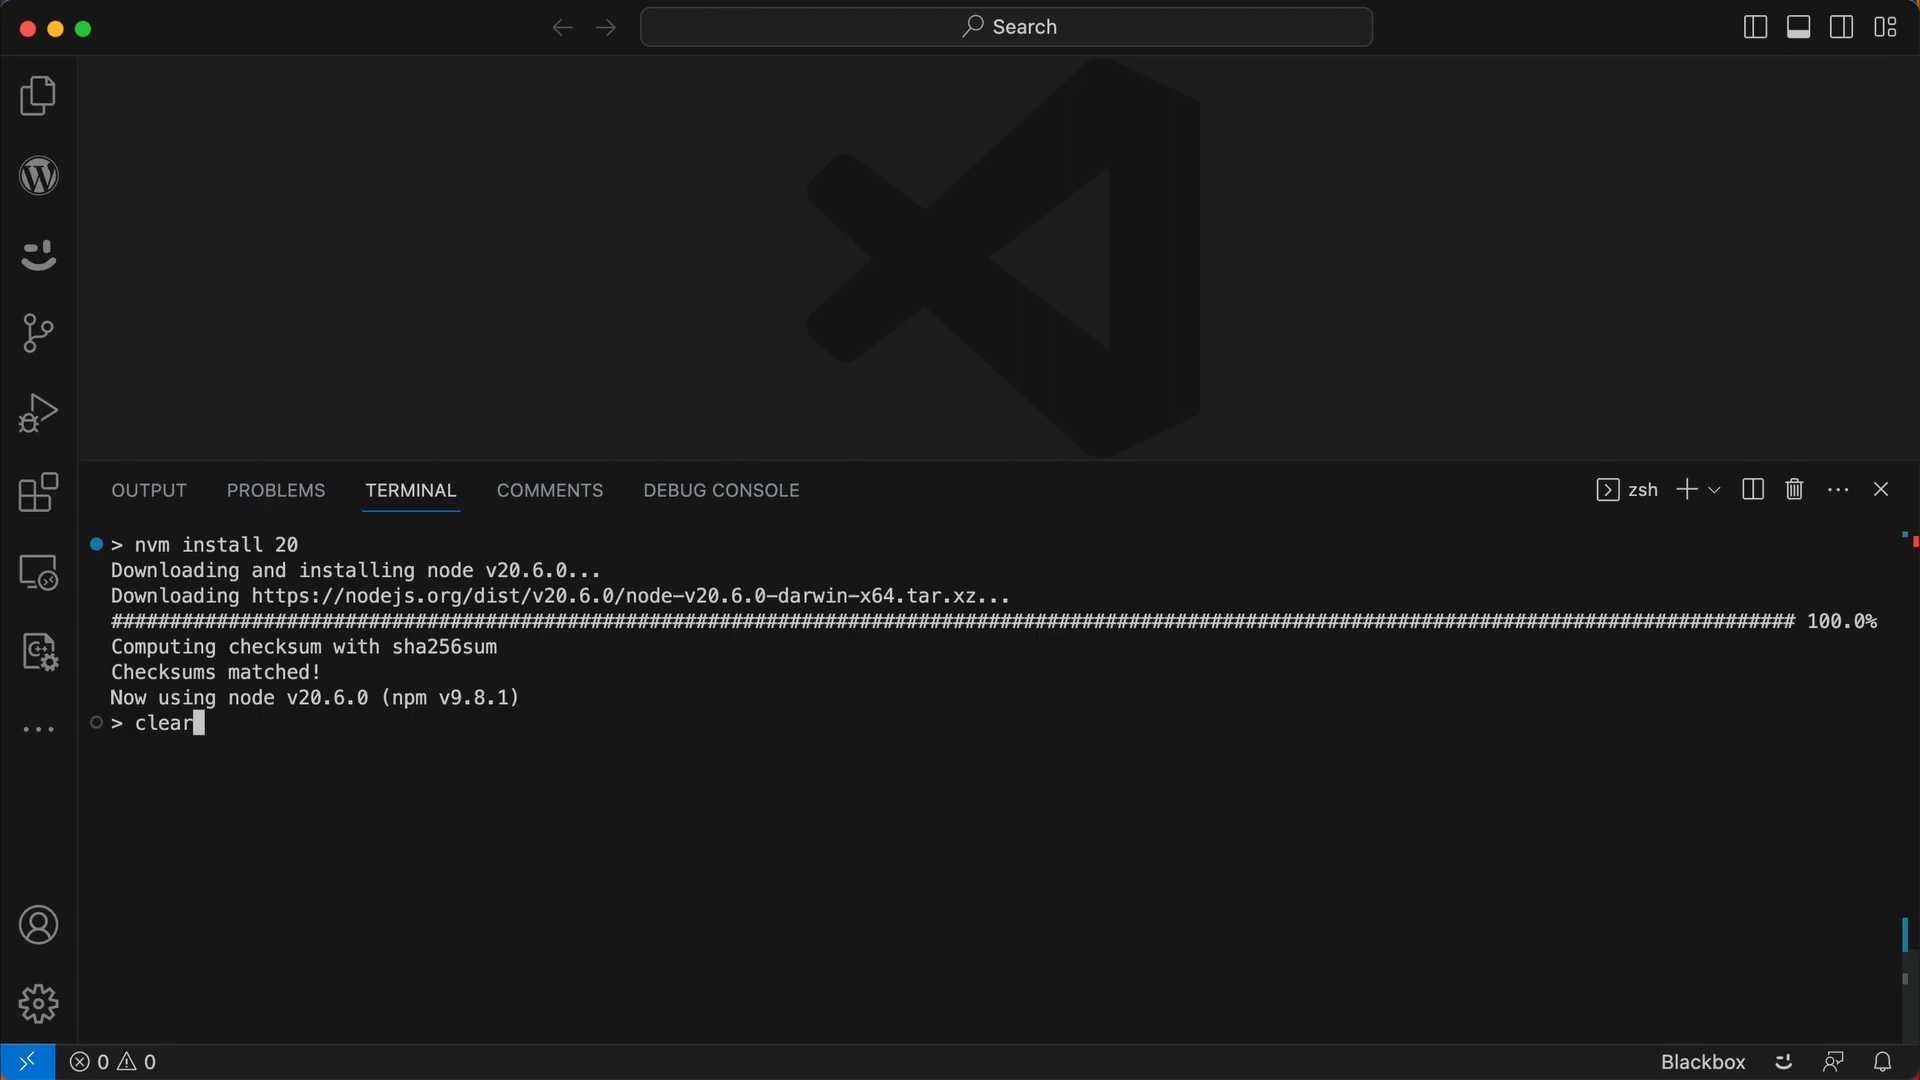 Search
OUTPUT PROBLEMS TERMINAL COMMENTS DEBUG CONSOLE zsh
> nvm install 20
Downloading and installing node v20.6.0...
Downloading https://nodejs.org/dist/v20.6.0/node-v20.6.0-darwin-x64.tar.xz...
################################################################################################################################################ 100.0%
Computing checksum with sha256sum
Checksums matched!
Now using node v20.6.0 (npm v9.8.1)
> clear
0 0 Blackbox